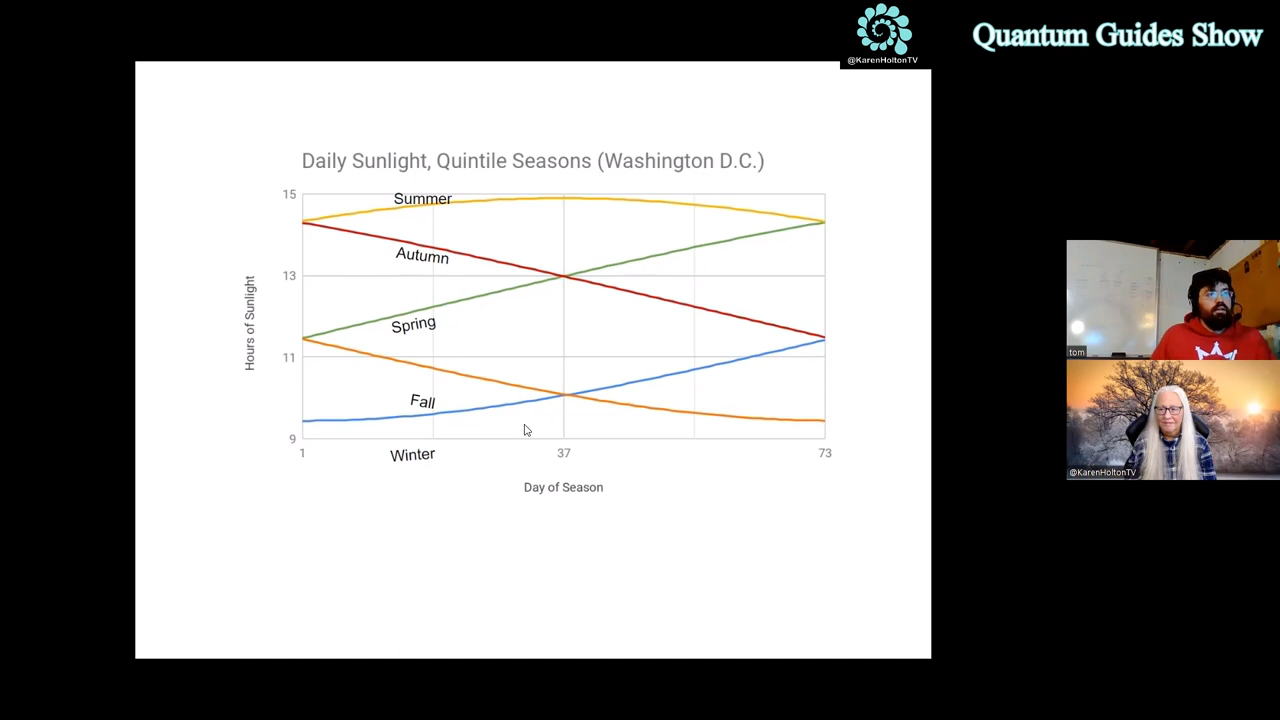 @KarenHoltonTV
Quantum Guides Show
Daily Sunlight, Quintile Seasons (Washington D.C.)
15
Summer
Autumn
13
Hours of Sunlight
Spring
11
Fall
9
1
Winter
37
73
Day of Season
tom
@KarenHoltonTV